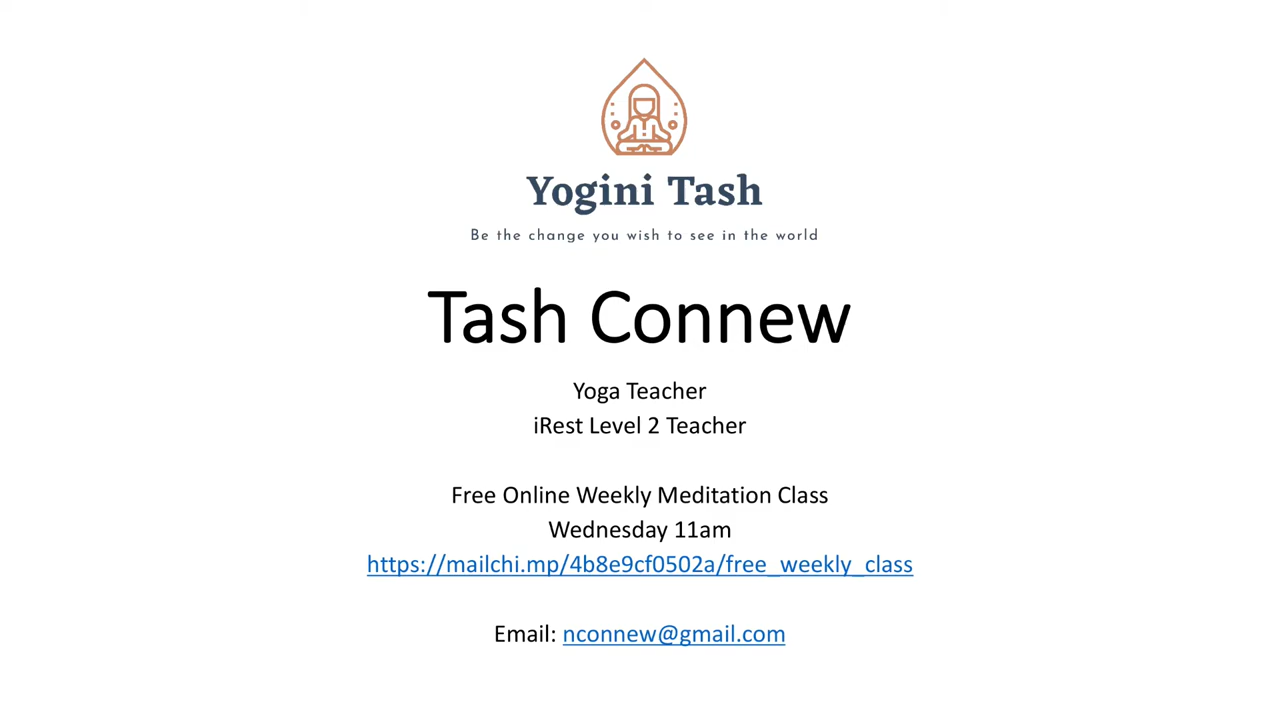 Yogini Tash
Be the change you wish to see in the world
Tash Connew
Yoga Teacher
iRest Level 2 Teacher
Free Online Weekly Meditation Class
Wednesday 11am
https://mailchi.mp/4b8e9cf0502a/free_weekly_class
Email: nconnew@gmail.com